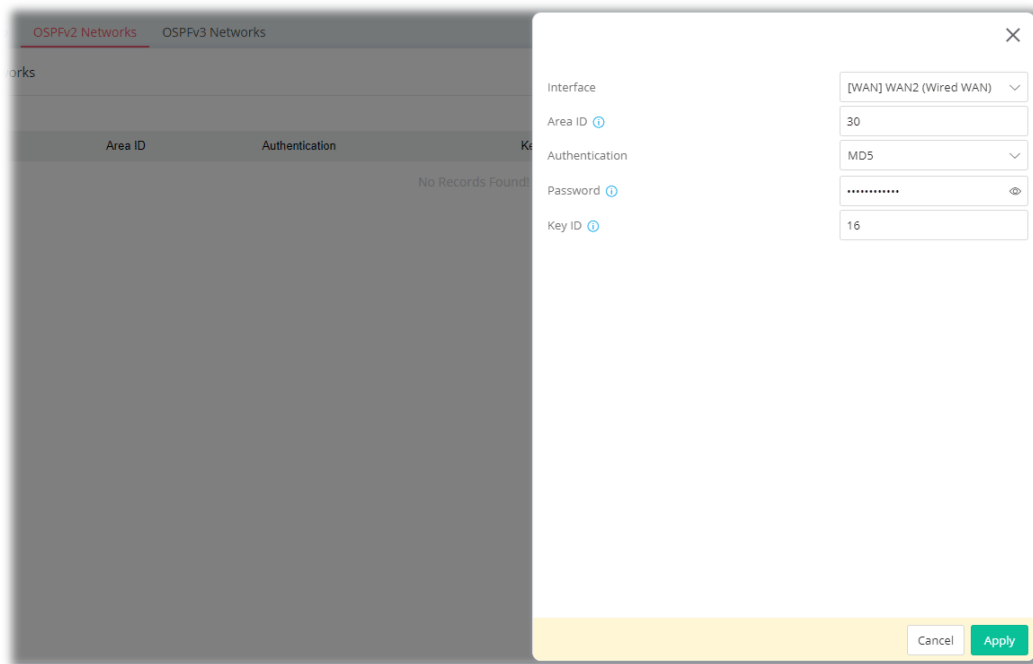 OSPFv2 Networks OSPFv3 Networks
Interface [WAN] WAN2 (Wired WAN)
Area ID 30
Area ID Authentication
Authentication MD5
No Records Found!
Password ••••••••••••
Key ID 16
Cancel Apply